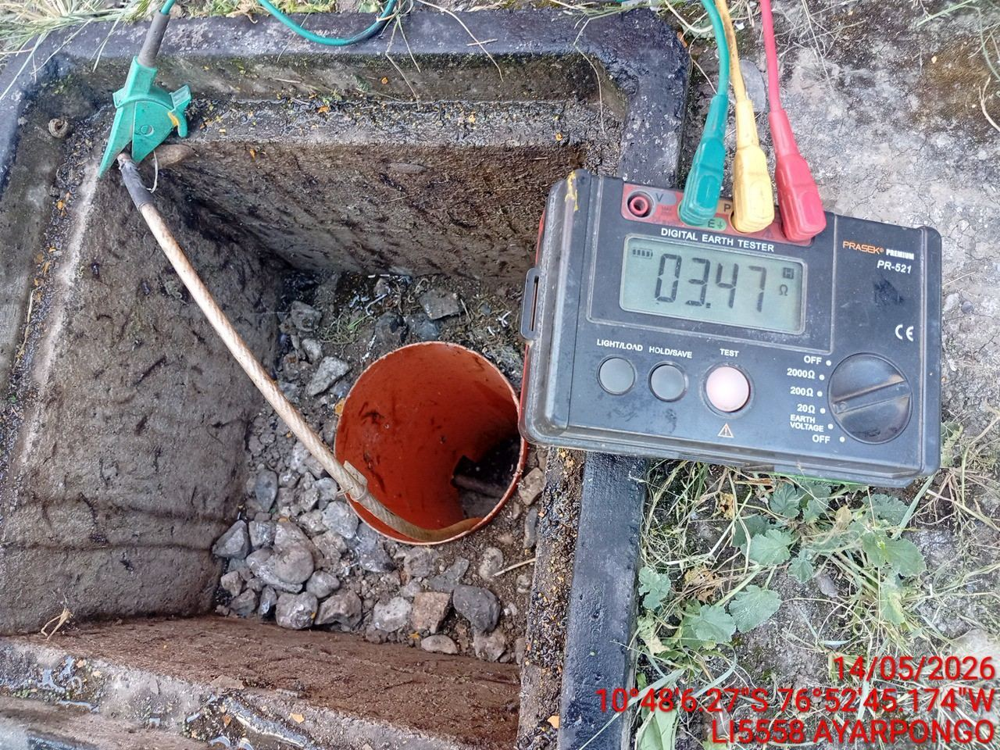 V
P
E
DIGITAL EARTH TESTER
PRASEK® PREMIUM
PR-521
03.47
H
Ω
CE
LIGHT/LOAD
HOLD/SAVE
TEST
OFF
2000Ω
200Ω
20Ω
EARTH
VOLTAGE
OFF
14/05/2026
10°48'6.27"S 76°52'45.174"W
LI5558 AYARPONGO